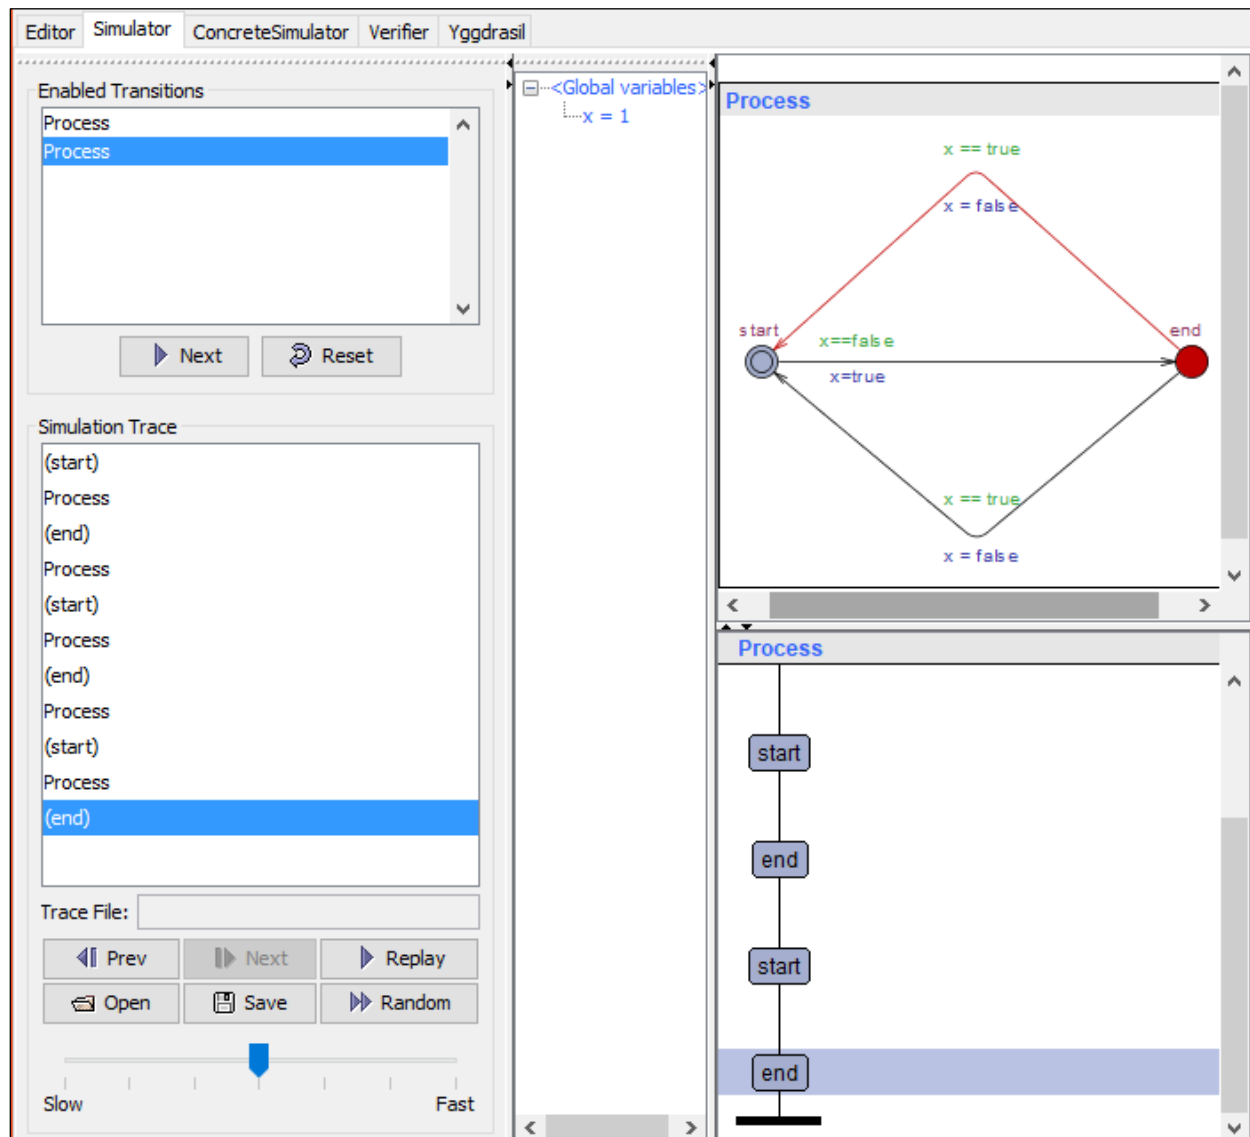 Editor Simulator ConcreteSimulator Verifier Yggdrasil
Enabled Transitions
Process
Process
Next Reset
Simulation Trace
(start)
Process
(end)
Process
(start)
Process
(end)
Process
(start)
Process
(end)
Trace File:
Prev Next Replay
Open Save Random
Slow Fast
<Global variables>
x = 1
Process
x == true
x = false
start
end
x==false
x=true
x == true
x = false
Process
start
end
start
end